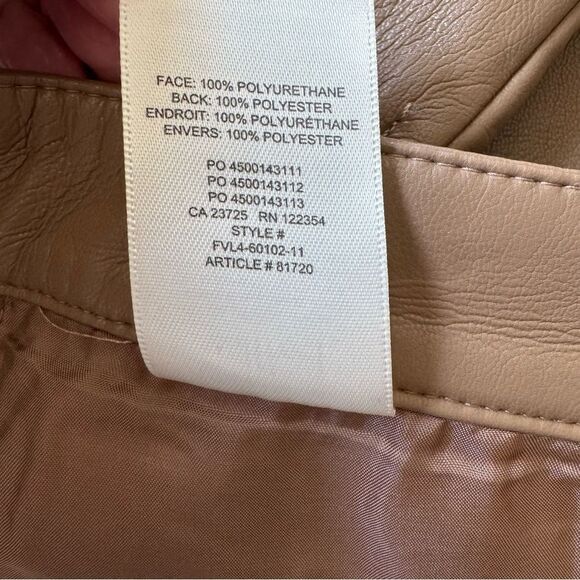 FACE: 100% POLYURETHANE
BACK: 100% POLYESTER
ENDROIT: 100% POLYURÉTHANE
ENVERS: 100% POLYESTER
PO 4500143111
PO 4500143112
PO 4500143113
CA 23725 RN 122354
STYLE #
FVL4-60102-11
ARTICLE # 81720